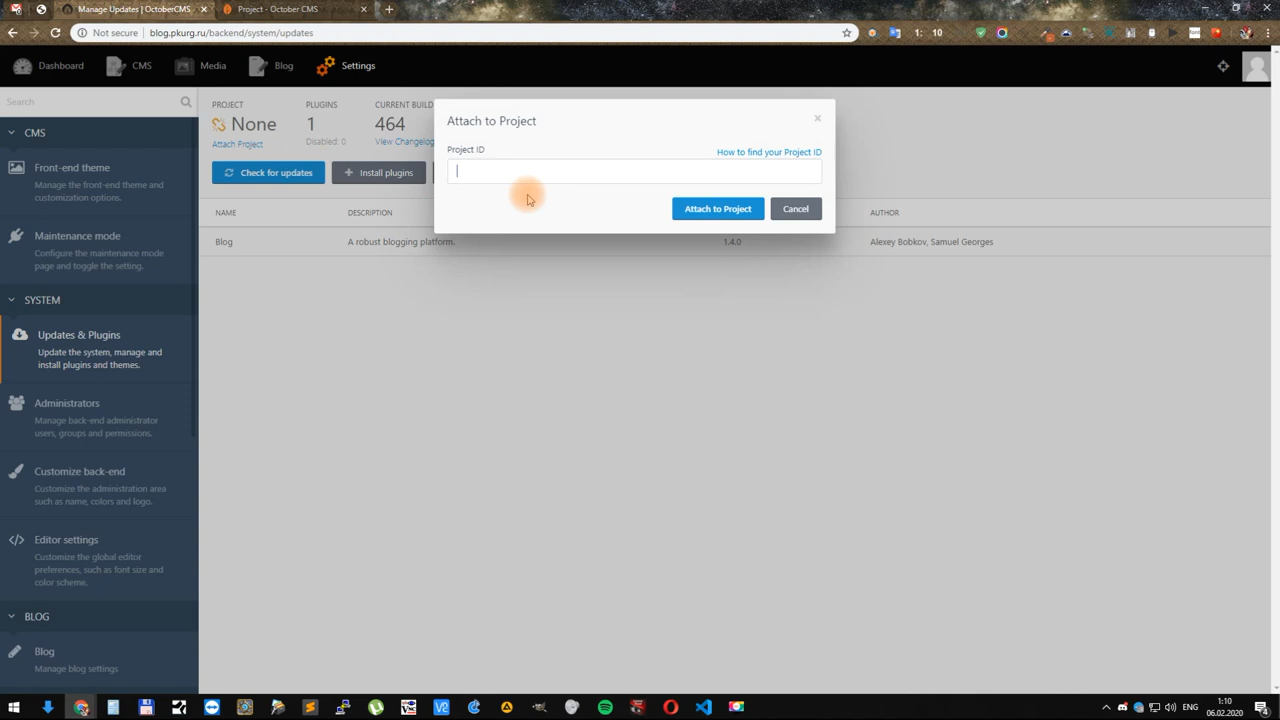 Manage Updates | OctoberCMS
Project - October CMS
Not secure | blog.pkurg.ru/backend/system/updates
1: 10
Dashboard
CMS
Media
Blog
Settings
Search
CMS
Front-end theme
Manage the front-end theme and
customization options.
Maintenance mode
Configure the maintenance mode
page and toggle the setting.
SYSTEM
Updates & Plugins
Update the system, manage and
install plugins and themes.
Administrators
Manage back-end administrator
users, groups and permissions.
Customize back-end
Customize the administration area
such as name, colors and logo.
Editor settings
Customize the global editor
preferences, such as font size and
color scheme.
BLOG
Blog
Manage blog settings
PROJECT
None
Attach Project
PLUGINS
1
Disabled: 0
CURRENT BUILD
464
View Changelog
Check for updates
Install plugins
NAME
DESCRIPTION
AUTHOR
Blog
A robust blogging platform.
1.4.0
Alexey Bobkov, Samuel Georges
Attach to Project
×
Project ID
How to find your Project ID
Attach to Project
Cancel
ENG
1:10
06.02.2020
4